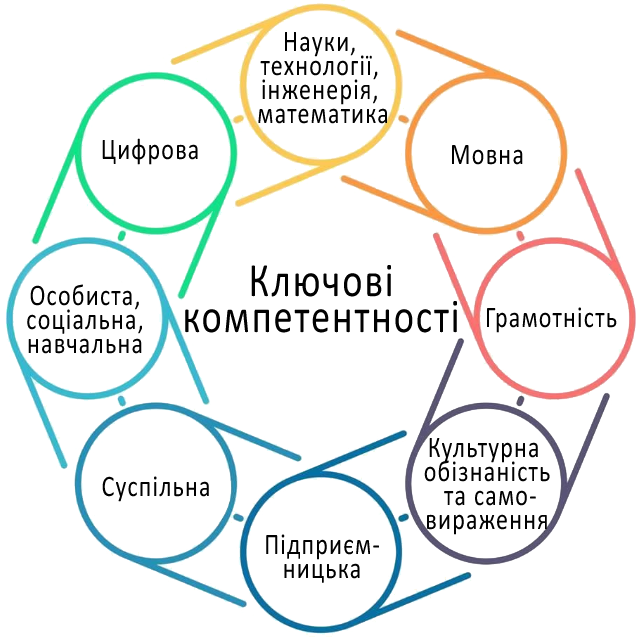 Науки,
технології,
інженерія,
математика
Цифрова
Мовна
Ключові
компетентності
Особиста,
соціальна,
навчальна
Грамотність
Суспільна
Культурна
обізнаність
та само-
вираження
Підприєм-
ницька